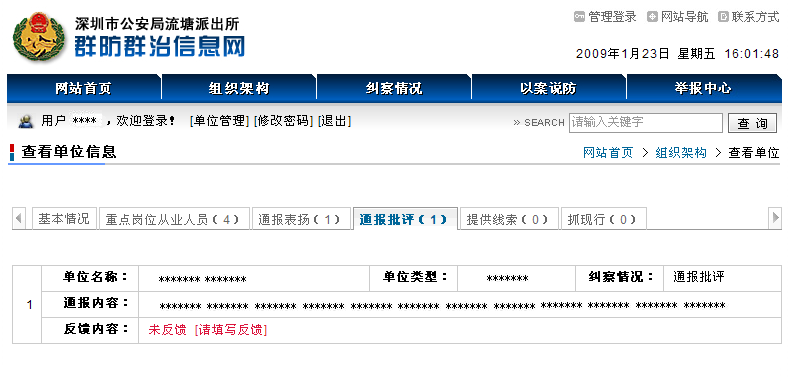 深圳市公安局流塘派出所
群防群治信息网
管理登录 网站导航 联系方式
2009年1月23日 星期五 16:01:48
网站首页 组织架构 纠察情况 以案说防 举报中心
用户 **** ，欢迎登录！ [单位管理] [修改密码] [退出] » SEARCH 请输入关键字 查 询
查看单位信息 网站首页 > 组织架构 > 查看单位
基本情况 重点岗位从业人员（4） 通报表扬（1） 通报批评（1） 提供线索（0） 抓现行（0）
单位名称： ******* ******* 单位类型： ******* 纠察情况： 通报批评
1 通报内容： ******* ******* ******* ******* ******* ******* ******* ******* ******* ******* ******* *******
反馈内容： 未反馈 [请填写反馈]